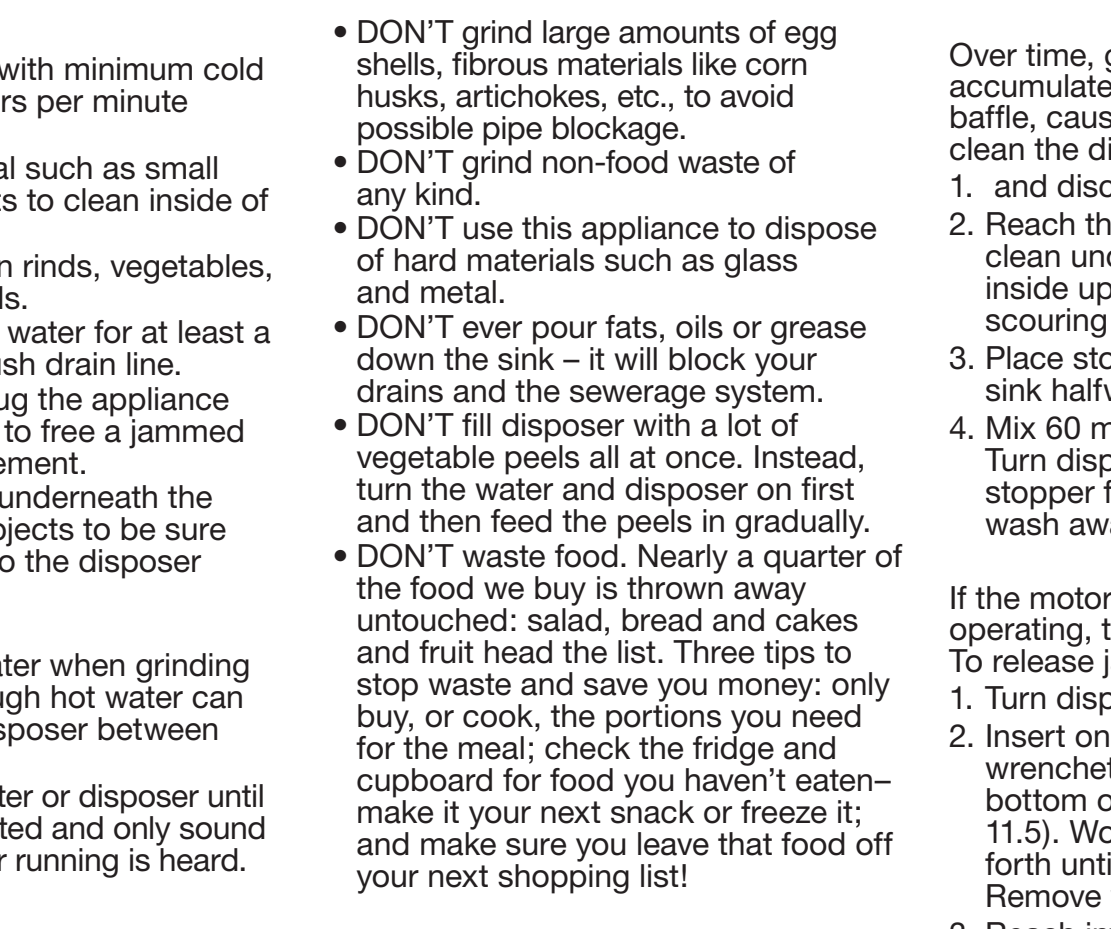 with minimum cold
rs per minute
al such as small
ts to clean inside of
n rinds, vegetables,
ls.
water for at least a
sh drain line.
ug the appliance
to free a jammed
ement.
underneath the
ojects to be sure
o the disposer
ater when grinding
ugh hot water can
sposer between
ter or disposer until
ted and only sound
r running is heard.
• DON’T grind large amounts of egg
shells, fibrous materials like corn
husks, artichokes, etc., to avoid
possible pipe blockage.
• DON’T grind non-food waste of
any kind.
• DON’T use this appliance to dispose
of hard materials such as glass
and metal.
• DON’T ever pour fats, oils or grease
down the sink – it will block your
drains and the sewerage system.
• DON’T fill disposer with a lot of
vegetable peels all at once. Instead,
turn the water and disposer on first
and then feed the peels in gradually.
• DON’T waste food. Nearly a quarter of
the food we buy is thrown away
untouched: salad, bread and cakes
and fruit head the list. Three tips to
stop waste and save you money: only
buy, or cook, the portions you need
for the meal; check the fridge and
cupboard for food you haven’t eaten–
make it your next snack or freeze it;
and make sure you leave that food off
your next shopping list!
Over time, g
accumulate
baffle, caus
clean the di
1. and disc
2. Reach th
clean und
inside up
scouring
3. Place sto
sink halfw
4. Mix 60 m
Turn disp
stopper f
wash awa
If the motor
operating, t
To release j
1. Turn disp
2. Insert on
wrenchet
bottom o
11.5). Wo
forth unti
Remove